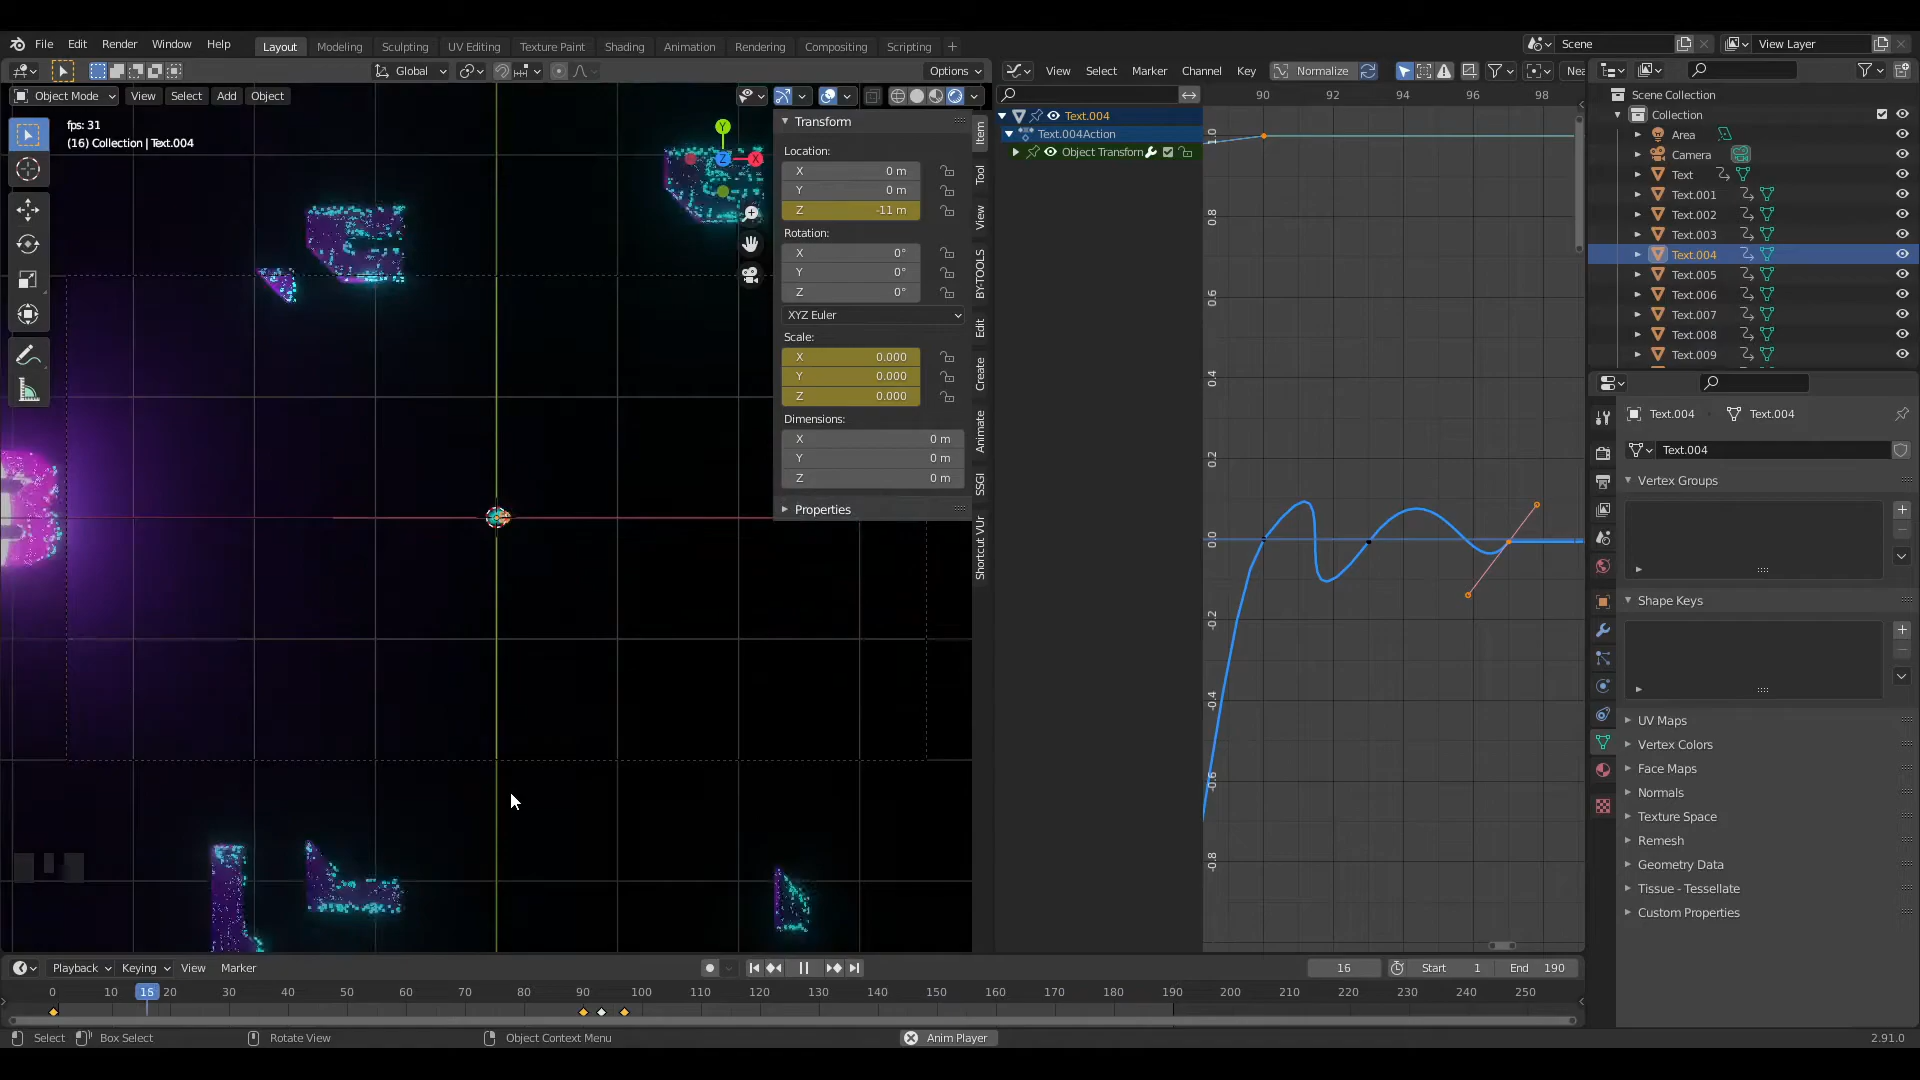 File Edit Render Window Help Layout Modeling Sculpting UV Editing Texture Paint Shading Animation Rendering Compositing Scripting + Scene View Layer
Global Options View Select Marker Channel Key Normalize Nea
Object Mode View Select Add Object 90 92 94 96 98 Scene Collection
fps: 31
(16) Collection | Text.004
Transform
Location:
X 0 m
Y 0 m
Z -11 m
Rotation:
X 0°
Y 0°
Z 0°
XYZ Euler
Scale:
X 0.000
Y 0.000
Z 0.000
Dimensions:
X 0 m
Y 0 m
Z 0 m
Properties
Y
Z
X
Item
Tool
View
BY-TOOLS
Edit
Create
Animate
SSGI
Shortcut VUr
Text.004
Text.004Action
Object Transforn
1.0
0.8
0.6
0.4
0.2
0.0
-0.2
-0.4
-0.6
-0.8
Collection
Area
Camera
Text
Text.001
Text.002
Text.003
Text.004
Text.005
Text.006
Text.007
Text.008
Text.009
Text.004 Text.004
Text.004
Vertex Groups
Shape Keys
UV Maps
Vertex Colors
Face Maps
Normals
Texture Space
Remesh
Geometry Data
Tissue - Tessellate
Custom Properties
Playback Keying View Marker 16 Start 1 End 190
0 10 16 20 30 40 50 60 70 80 90 100 110 120 130 140 150 160 170 180 190 200 210 220 230 240 250
Select Box Select Rotate View Object Context Menu Anim Player 2.91.0